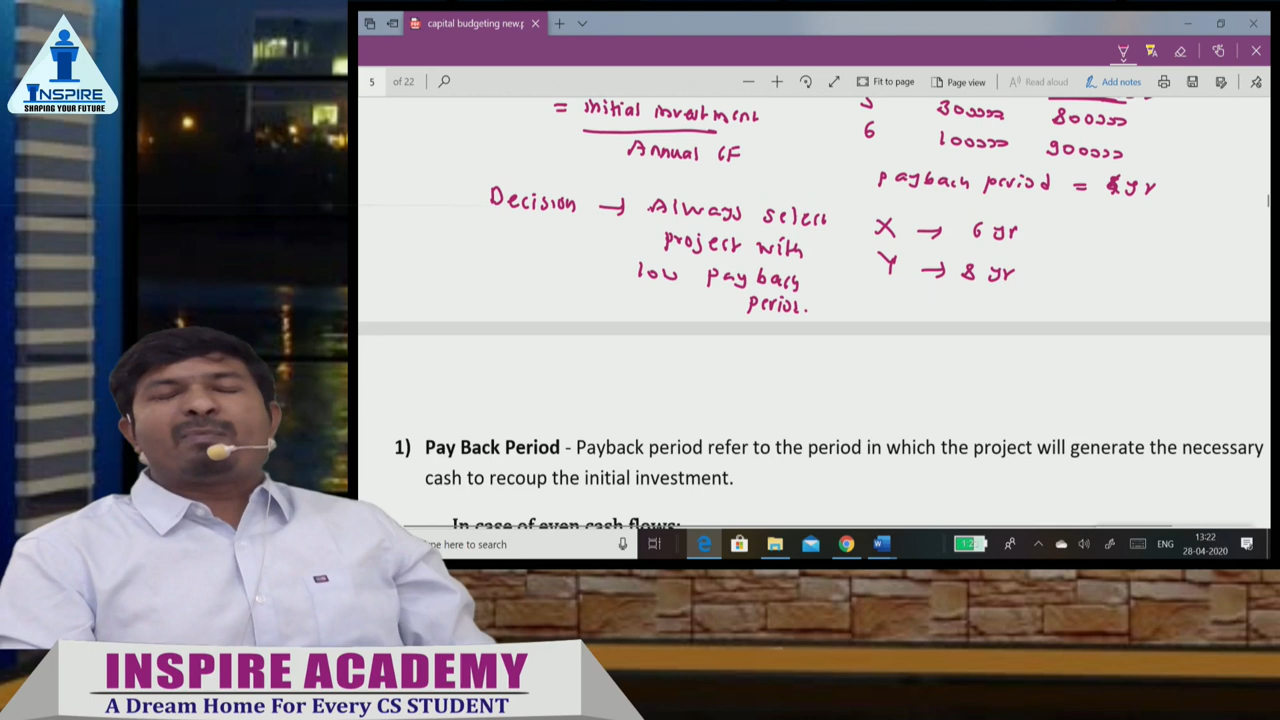 INSPIRE
SHAPING YOUR FUTURE
capital budgeting new.p
5 of 22
Fit to page
Page view
Read aloud
Add notes
= initial investment
Annual CF
800000
6 100000 900000
Payback period = yr
Decision → Always select
project with
low payback
period.
X → 6 yr
Y → 8 yr
1) Pay Back Period - Payback period refer to the period in which the project will generate the necessary
cash to recoup the initial investment.
In case of even cash flows:
pe here to search
ENG
13:22
28-04-2020
INSPIRE ACADEMY
A Dream Home For Every CS STUDENT